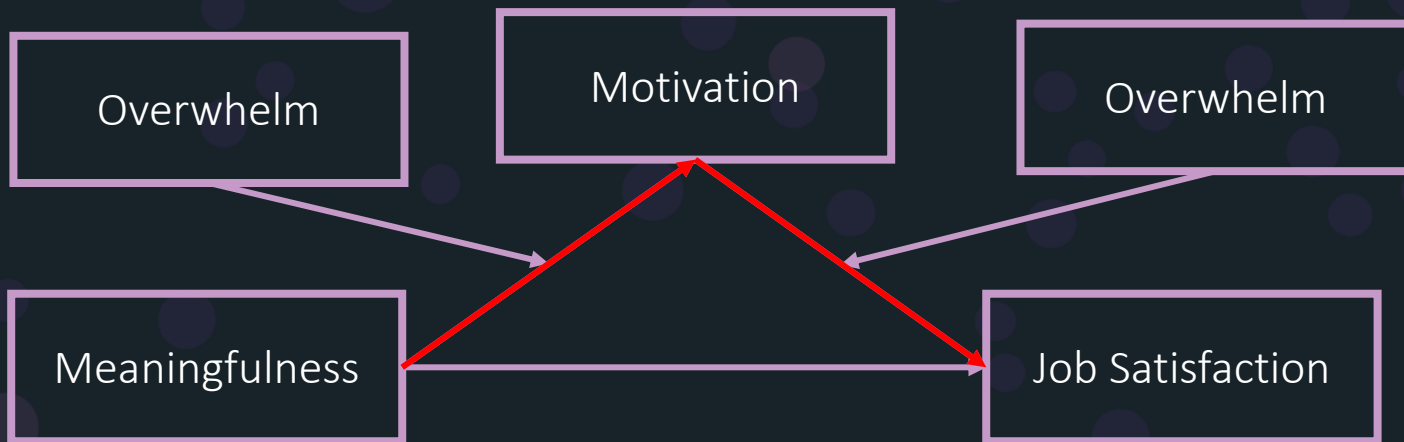 Overwhelm
Motivation
Overwhelm
Meaningfulness
Job Satisfaction